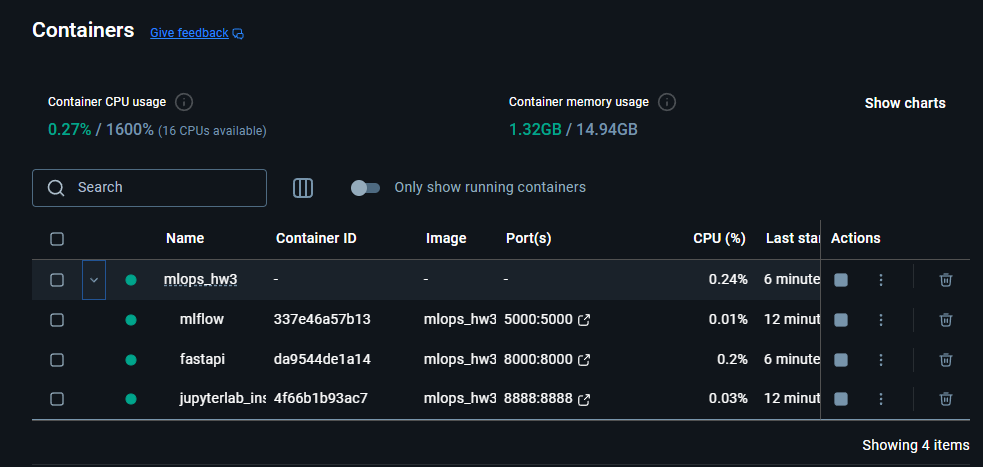 Containers Give feedback
Container CPU usage
0.27% / 1600% (16 CPUs available)
Container memory usage
1.32GB / 14.94GB
Show charts
Search
Only show running containers
Name Container ID Image Port(s) CPU (%) Last star Actions
mlops_hw3 - - - 0.24% 6 minute
mlflow 337e46a57b13 mlops_hw3 5000:5000 0.01% 12 minut
fastapi da9544de1a14 mlops_hw3 8000:8000 0.2% 6 minute
jupyterlab_ins 4f66b1b93ac7 mlops_hw3 8888:8888 0.03% 12 minut
Showing 4 items